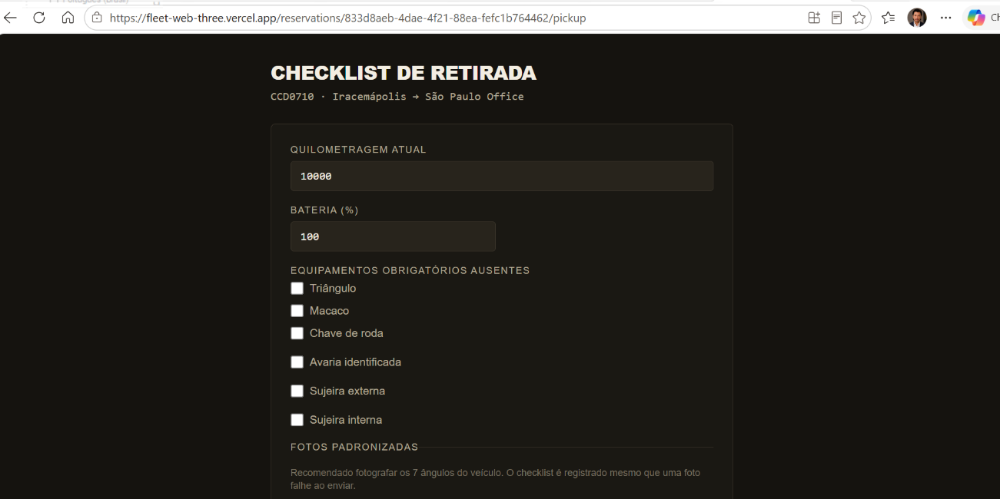 https://fleet-web-three.vercel.app/reservations/833d8aeb-4dae-4f21-88ea-fefc1b764462/pickup
CHECKLIST DE RETIRADA
CCD0710 · Iracemápolis → São Paulo Office
QUILOMETRAGEM ATUAL
10000
BATERIA (%)
100
EQUIPAMENTOS OBRIGATÓRIOS AUSENTES
Triângulo
Macaco
Chave de roda
Avaria identificada
Sujeira externa
Sujeira interna
FOTOS PADRONIZADAS
Recomendado fotografar os 7 ângulos do veículo. O checklist é registrado mesmo que uma foto
falhe ao enviar.